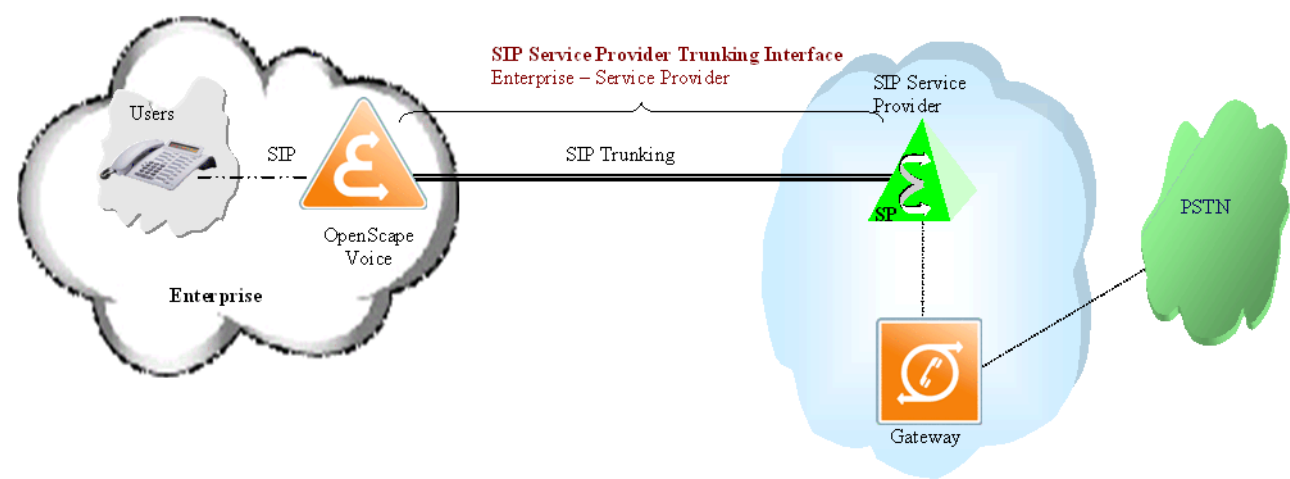 SIP Service Provider Trunking Interface
Enterprise – Service Provider
SIP Service
Provider
Users
SIP
SIP Trunking
SP
PSTN
OpenScape
Voice
Enterprise
Gateway